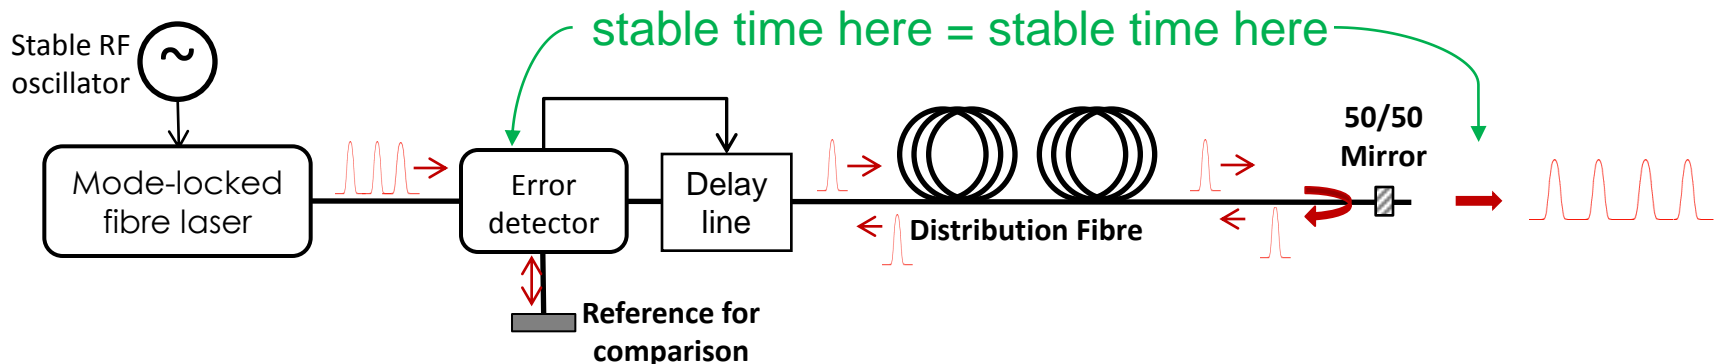 stable time here = stable time here
Stable RF
oscillator
~
Mode-locked
fibre laser
Error
detector
Delay
line
Distribution Fibre
50/50
Mirror
Reference for
comparison